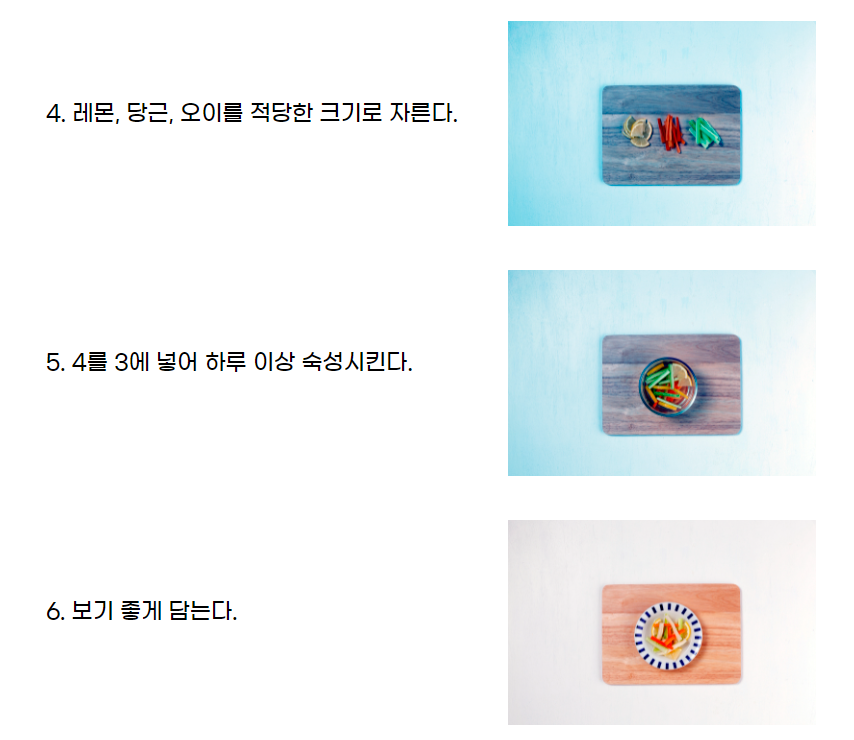 4. 레몬, 당근, 오이를 적당한 크기로 자른다.
5. 4를 3에 넣어 하루 이상 숙성시킨다.
6. 보기 좋게 담는다.